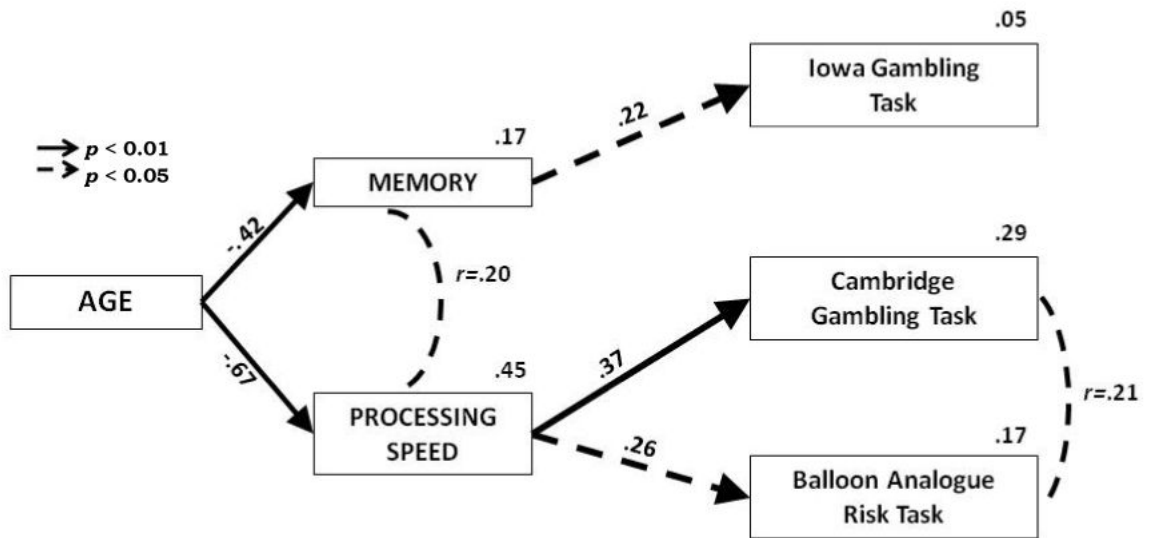 .05
Iowa Gambling
Task
.22
.17
p < 0.01
p < 0.05
MEMORY
-.42
r=.20
AGE
.29
Cambridge
Gambling Task
-.67
.37
.45
PROCESSING
SPEED
r=.21
.26
.17
Balloon Analogue
Risk Task